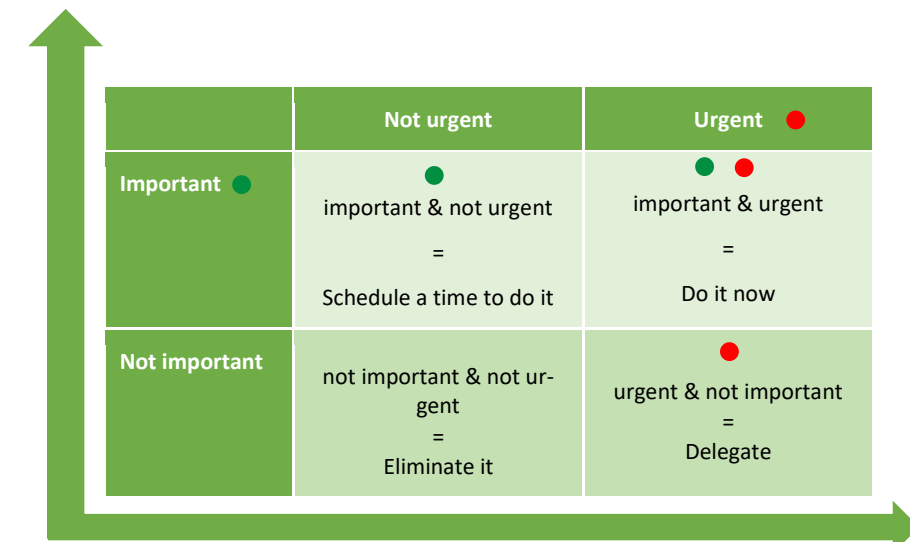 Not urgent
Urgent
Important
important & not urgent
=
Schedule a time to do it
important & urgent
=
Do it now
Not important
not important & not ur-
gent
=
Eliminate it
urgent & not important
=
Delegate